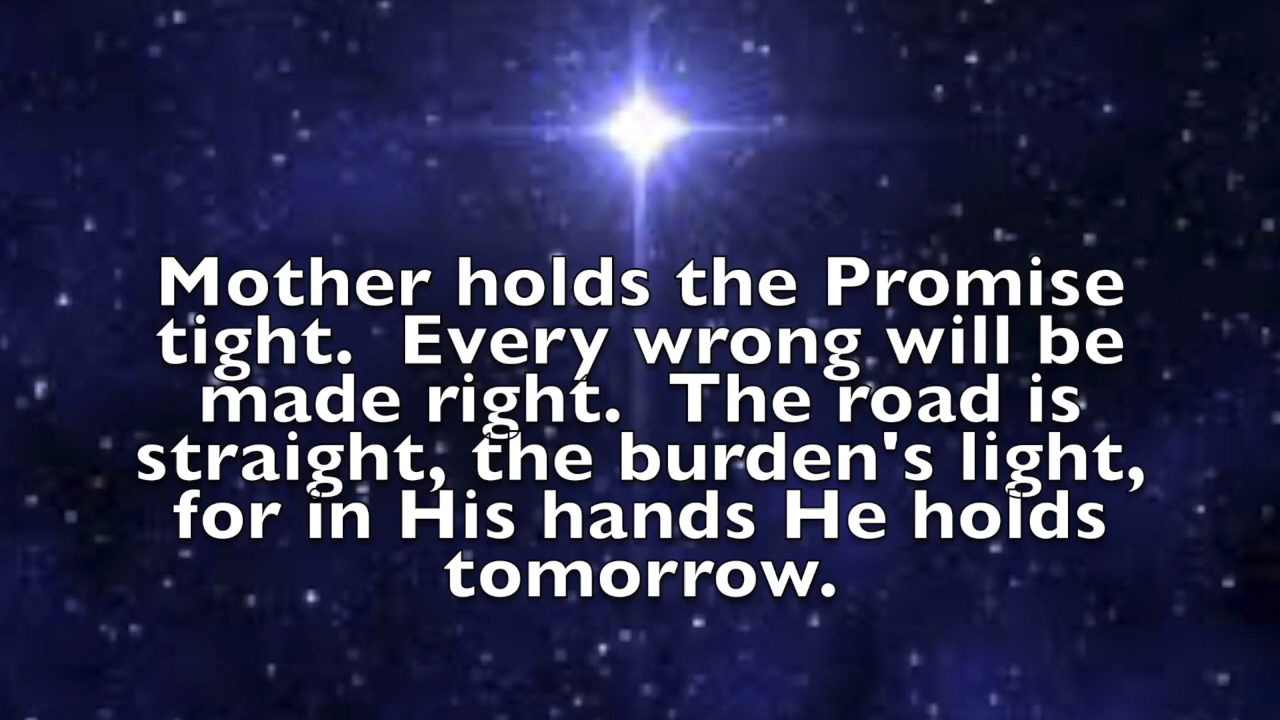 Mother holds the Promise
tight.  Every wrong will be
made right.  The road is
straight, the burden's light,
for in His hands He holds
tomorrow.